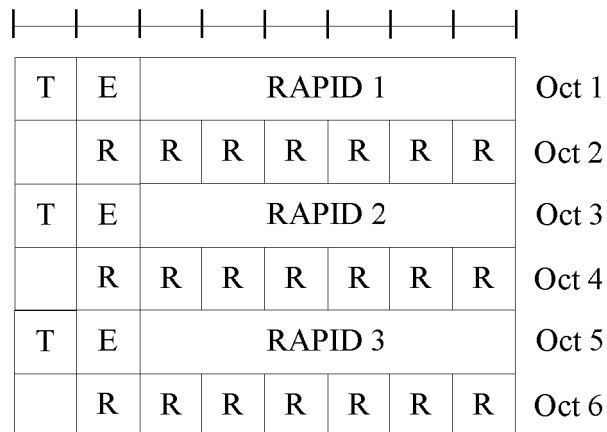 T E RAPID 1 Oct 1
R R R R R R R Oct 2
T E RAPID 2 Oct 3
R R R R R R R Oct 4
T E RAPID 3 Oct 5
R R R R R R R Oct 6